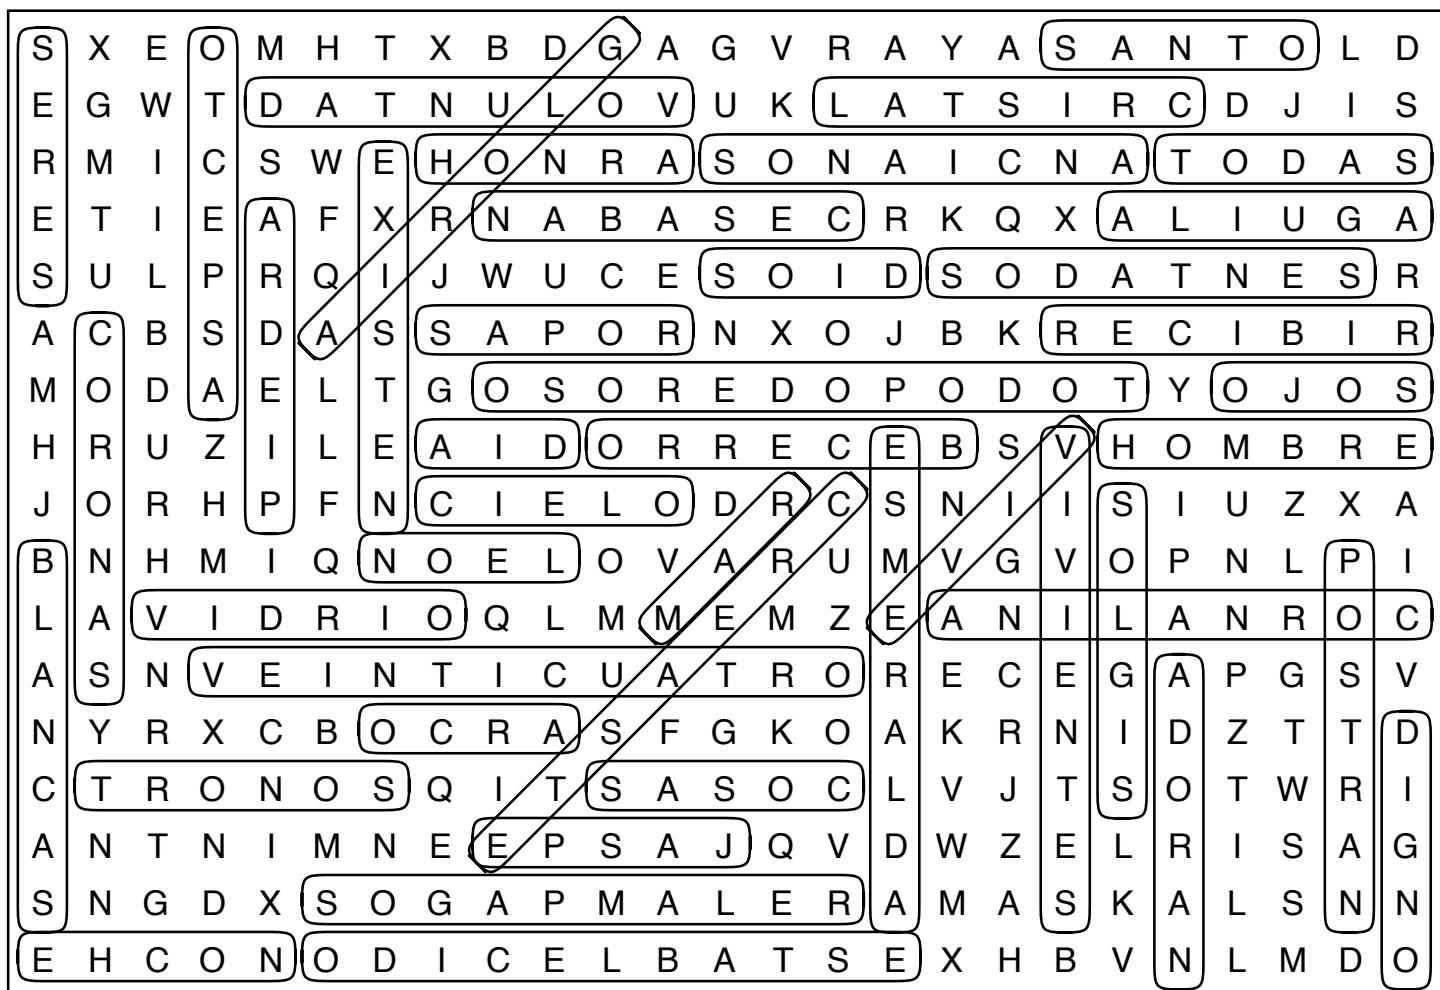 S X E O M H T X B D G A G V R A Y A S A N T O L D
E G W T D A T N U L O V U K L A T S I R C D J I S
R M I C S W E H O N R A S O N A I C N A T O D A S
E T I E A F X R N A B A S E C R K Q X A L I U G A
S U L P R Q I J W U C E S O I D S O D A T N E S R
A C B S D A S S A P O R N X O J B K R E C I B I R
M O D A E L T G O S O R E D O P O D O T Y O J O S
H R U Z I L E A I D O R R E C E B S V H O M B R E
J O R H P F N C I E L O D R C S N I I S I U Z X A
B N H M I Q N O E L O V A R U M V G V O P N L P I
L A V I D R I O Q L M M E M Z E A N I L A N R O C
A S N V E I N T I C U A T R O R E C E G A P G S V
N Y R X C B O C R A S F G K O A K R N I D Z T T D
C T R O N O S Q I T S A S O C L V J T S O T W R I
A N T N I M N E E P S A J Q V D W Z E L R I S A G
S N G D X S O G A P M A L E R A M A S K A L S N N
E H C O N O D I C E L B A T S E X H B V N L M D O